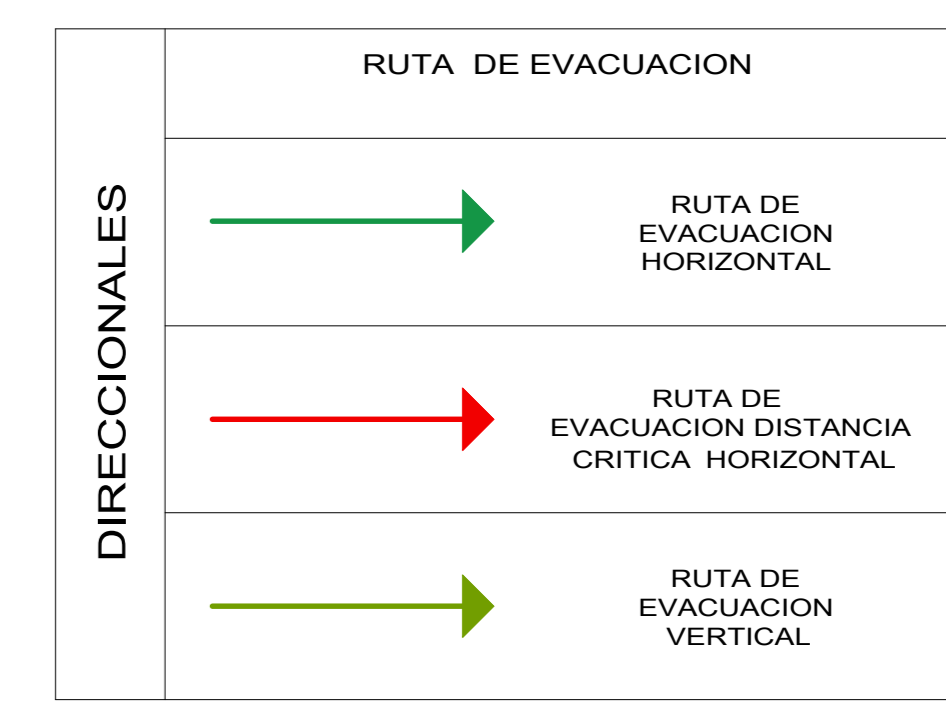 RUTA DE EVACUACION
DIRECCIONALES
RUTA DE
EVACUACION
HORIZONTAL
RUTA DE
EVACUACION DISTANCIA
CRITICA HORIZONTAL
RUTA DE
EVACUACION
VERTICAL